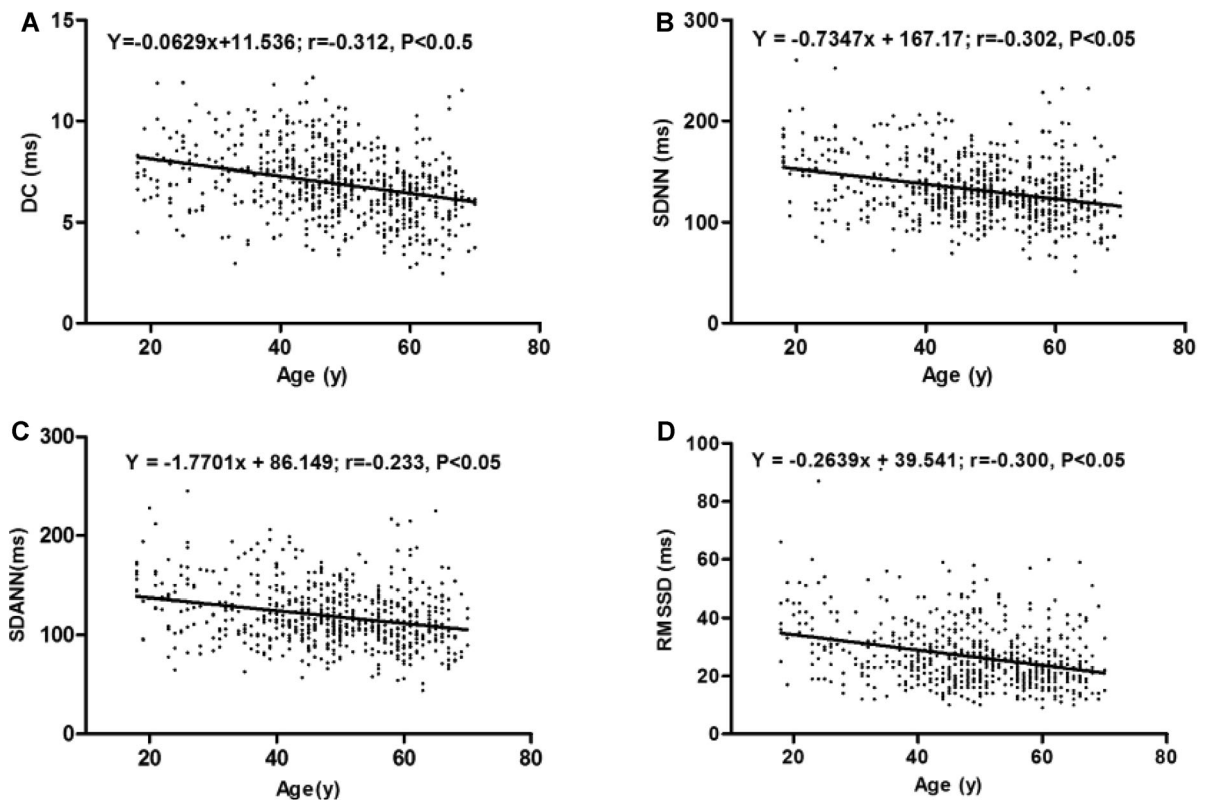 A
Y=-0.0629x+11.536; r=-0.312, P<0.0.5
15
10
5
0
DC (ms)
20 40 60 80
Age (y)
B
Y = -0.7347x + 167.17; r=-0.302, P<0.05
300
200
100
0
SDNN (ms)
20 40 60 80
Age (y)
C
Y = -1.7701x + 86.149; r=-0.233, P<0.05
300
200
100
0
SDANN(ms)
20 40 60 80
Age(y)
D
Y = -0.2639x + 39.541; r=-0.300, P<0.05
100
80
60
40
20
0
RM SSD (ms)
20 40 60 80
Age (y)